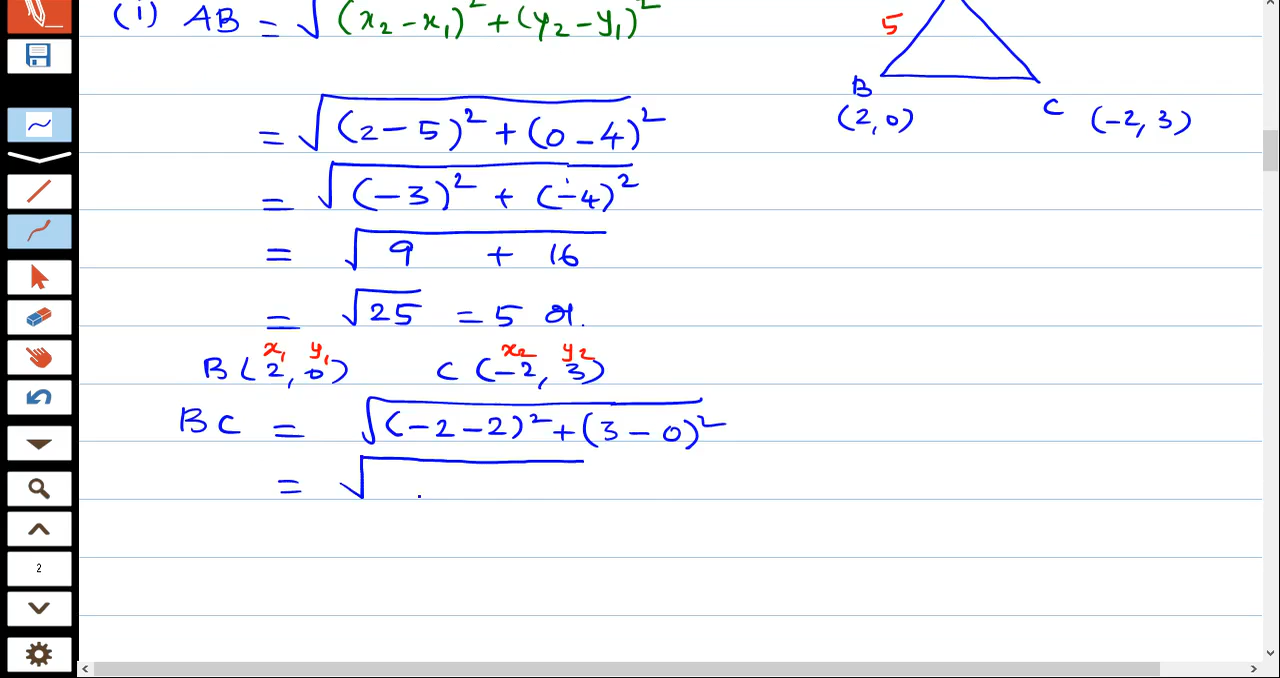 (i) AB = √(x₂-x₁)² + (y₂-y₁)²
5
B
(2, 0)
C (-2, 3)
= √(2-5)² + (0-4)²
= √(-3)² + (-4)²
= √9 + 16
= √25 = 5
x₁ y₁ x₂ y₂
B (2, 0) C (-2, 3)
BC = √(-2-2)² + (3-0)²
= √
2